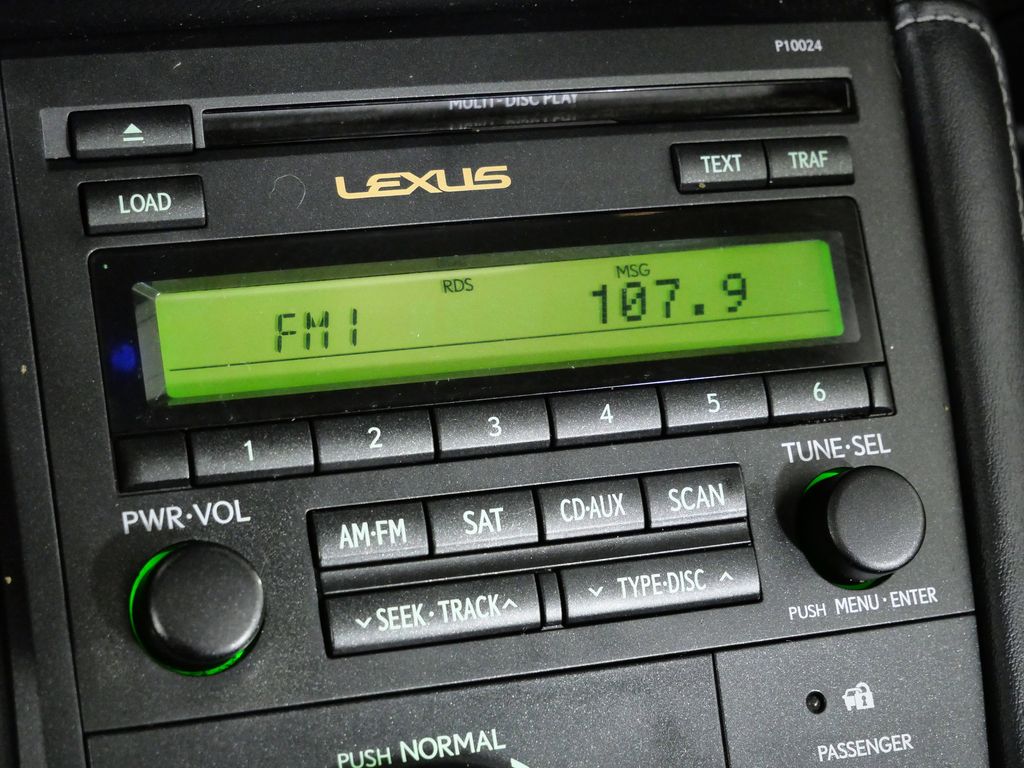 P10024
MULTI-DISC PLAY
LEXUS
TEXT
TRAF
LOAD
RDS
MSG
FM1
107.9
1
2
3
4
5
6
TUNE·SEL
PWR·VOL
AM·FM
SAT
CD·AUX
SCAN
SEEK·TRACK
TYPE·DISC
PUSH MENU·ENTER
PUSH NORMAL
PASSENGER